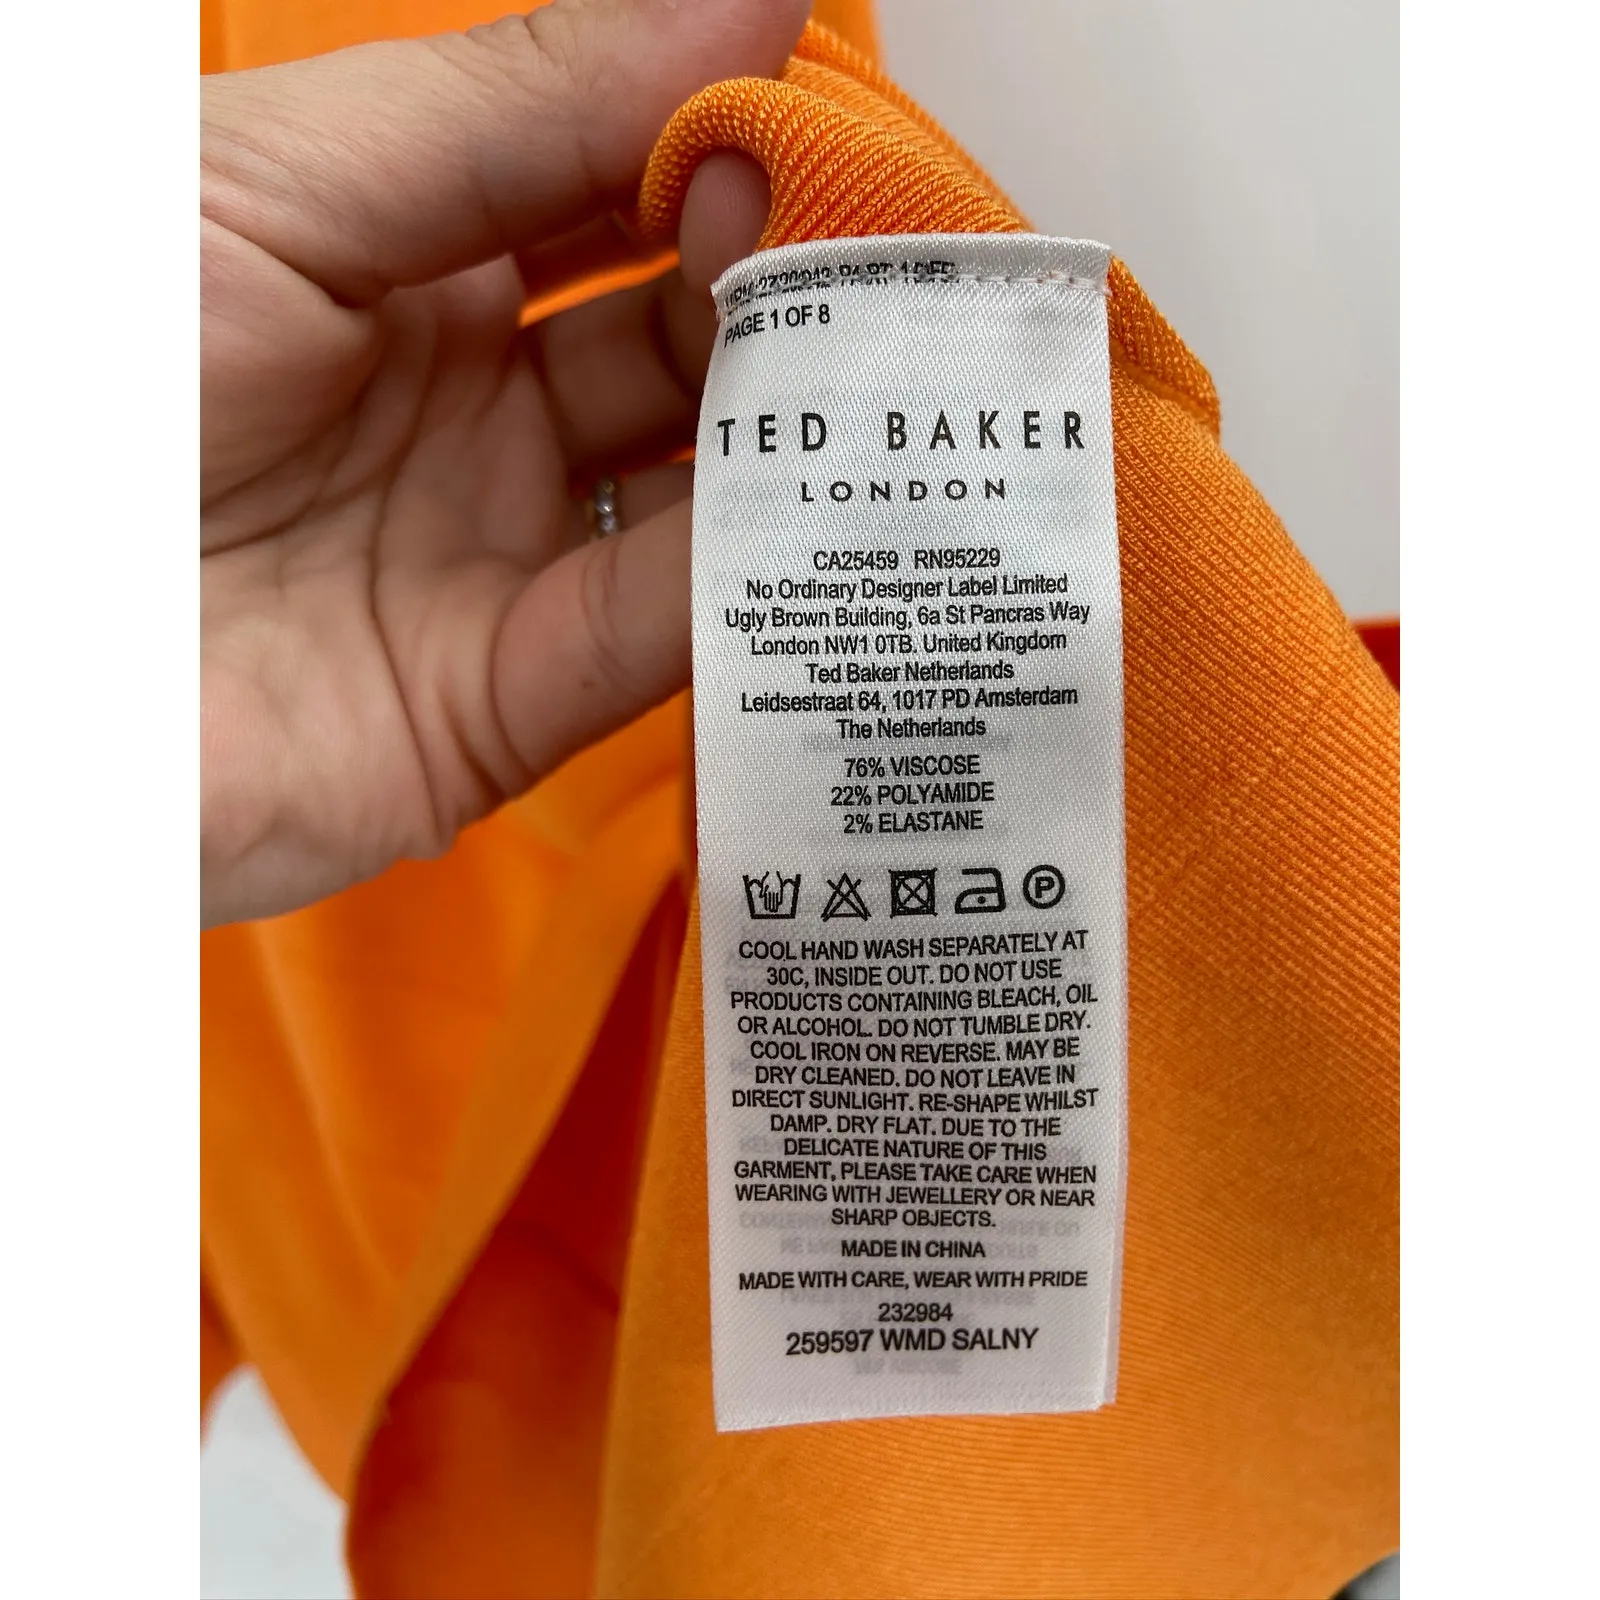 PAGE 1 OF 8
TED BAKER
LONDON
CA25459 RN95229
No Ordinary Designer Label Limited
Ugly Brown Building, 6a St Pancras Way
London NW1 0TB. United Kingdom
Ted Baker Netherlands
Leidsestraat 64, 1017 PD Amsterdam
The Netherlands
76% VISCOSE
22% POLYAMIDE
2% ELASTANE
P
COOL HAND WASH SEPARATELY AT
30C, INSIDE OUT. DO NOT USE
PRODUCTS CONTAINING BLEACH, OIL
OR ALCOHOL. DO NOT TUMBLE DRY.
COOL IRON ON REVERSE. MAY BE
DRY CLEANED. DO NOT LEAVE IN
DIRECT SUNLIGHT. RE-SHAPE WHILST
DAMP. DRY FLAT. DUE TO THE
DELICATE NATURE OF THIS
GARMENT, PLEASE TAKE CARE WHEN
WEARING WITH JEWELLERY OR NEAR
SHARP OBJECTS.
MADE IN CHINA
MADE WITH CARE, WEAR WITH PRIDE
232984
259597 WMD SALNY